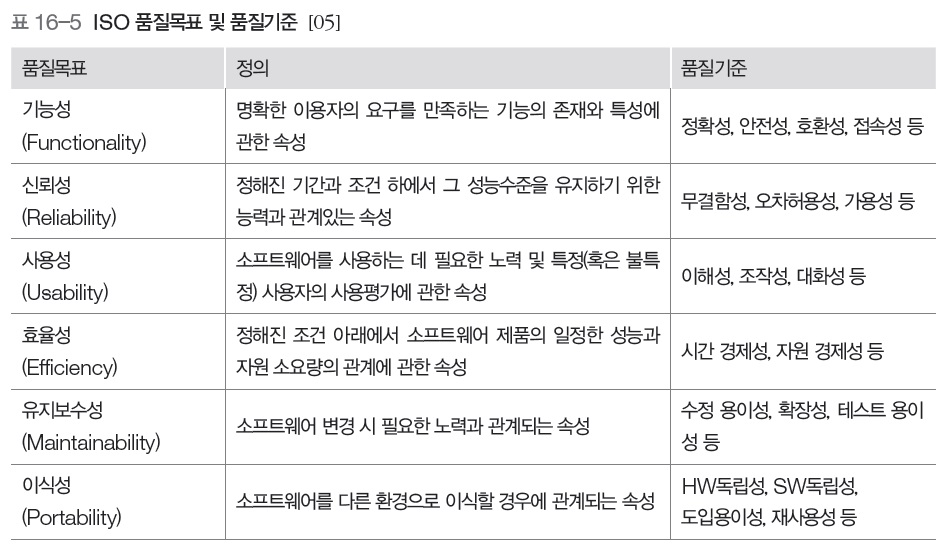 표 16-5 ISO 품질목표 및 품질기준 [05]
품질목표 정의 품질기준
기능성
(Functionality)
명확한 이용자의 요구를 만족하는 기능의 존재와 특성에
관한 속성
정확성, 안전성, 호환성, 접속성 등
신뢰성
(Reliability)
정해진 기간과 조건 하에서 그 성능수준을 유지하기 위한
능력과 관계있는 속성
무결함성, 오차허용성, 가용성 등
사용성
(Usability)
소프트웨어를 사용하는 데 필요한 노력 및 특정(혹은 불특
정) 사용자의 사용평가에 관한 속성
이해성, 조작성, 대화성 등
효율성
(Efficiency)
정해진 조건 아래에서 소프트웨어 제품의 일정한 성능과
자원 소요량의 관계에 관한 속성
시간 경제성, 자원 경제성 등
유지보수성
(Maintainability)
소프트웨어 변경 시 필요한 노력과 관계되는 속성
수정 용이성, 확장성, 테스트 용이
성 등
이식성
(Portability)
소프트웨어를 다른 환경으로 이식할 경우에 관계되는 속성
HW독립성, SW독립성,
도입용이성, 재사용성 등